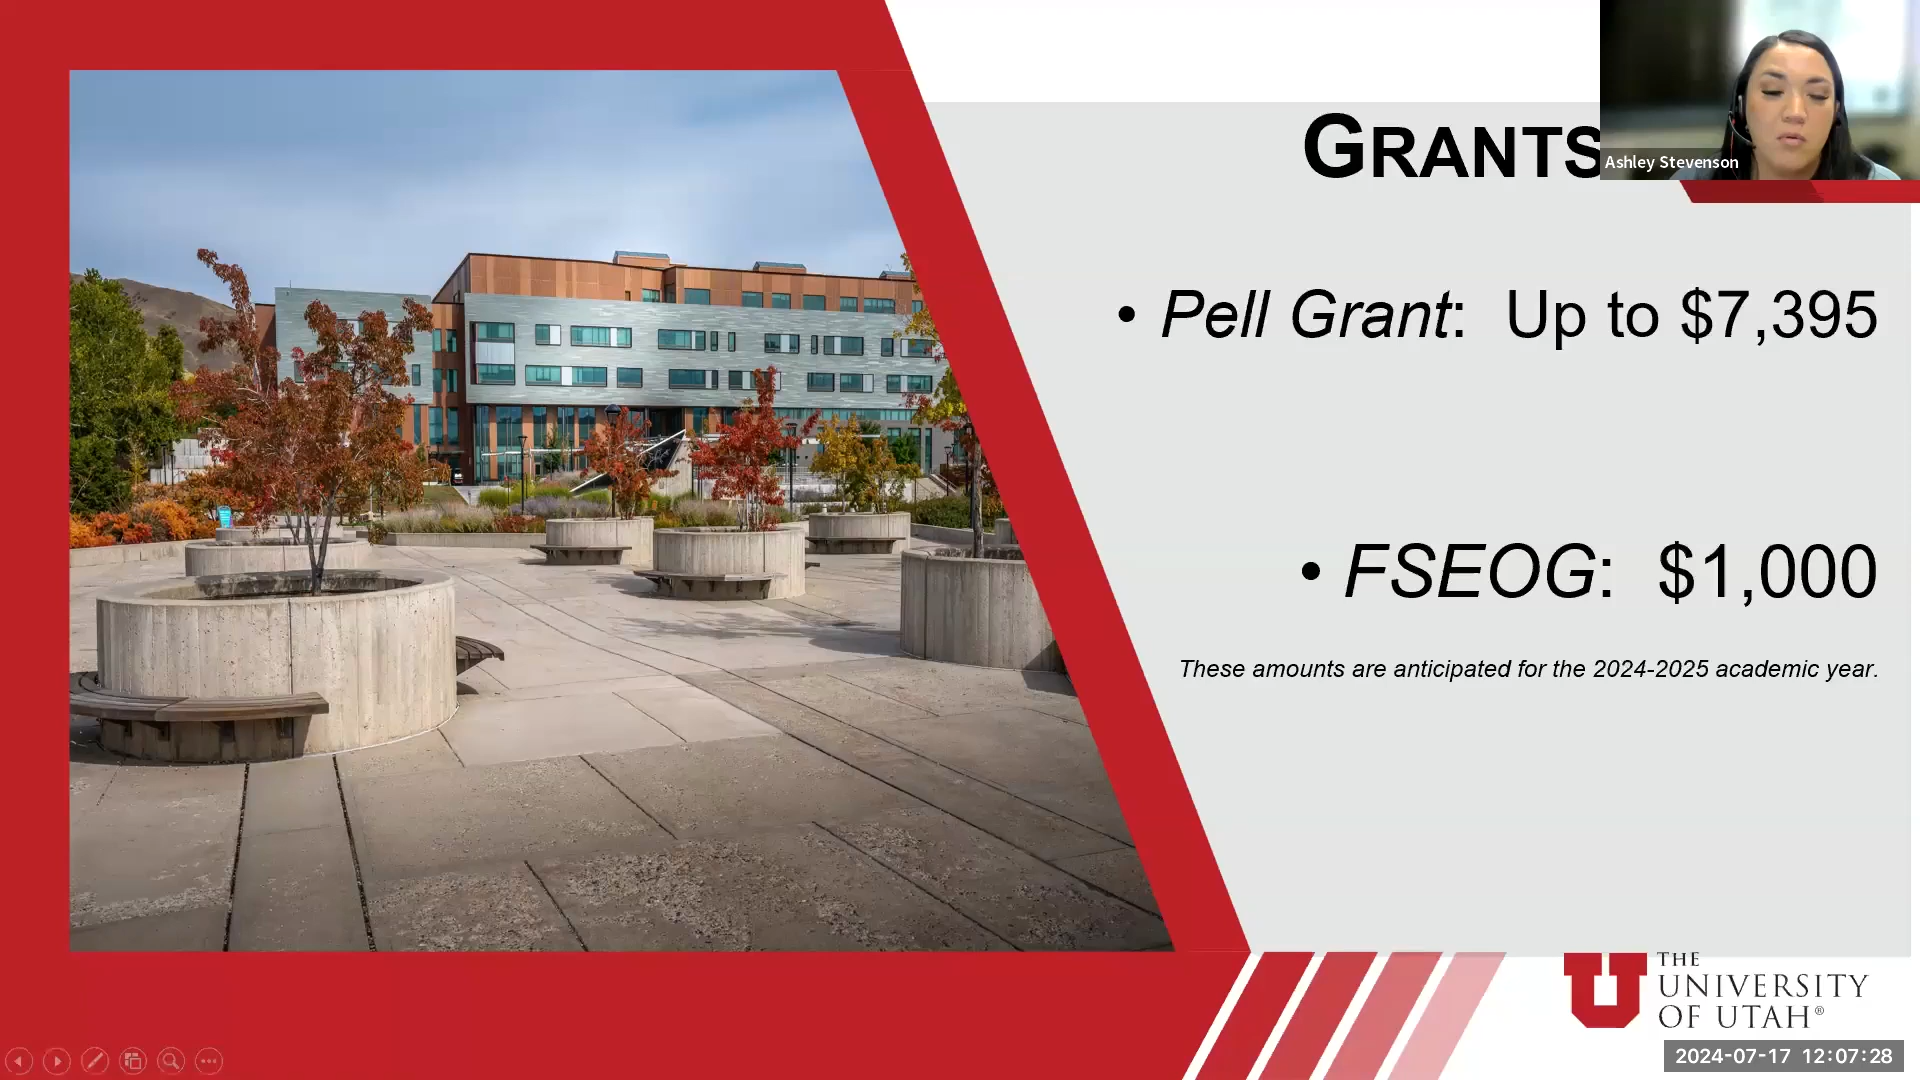 GRANTS
Ashley Stevenson
• Pell Grant: Up to $7,395
• FSEOG: $1,000
These amounts are anticipated for the 2024-2025 academic year.
THE
UNIVERSITY
OF UTAH®
2024-07-17 12:07:28